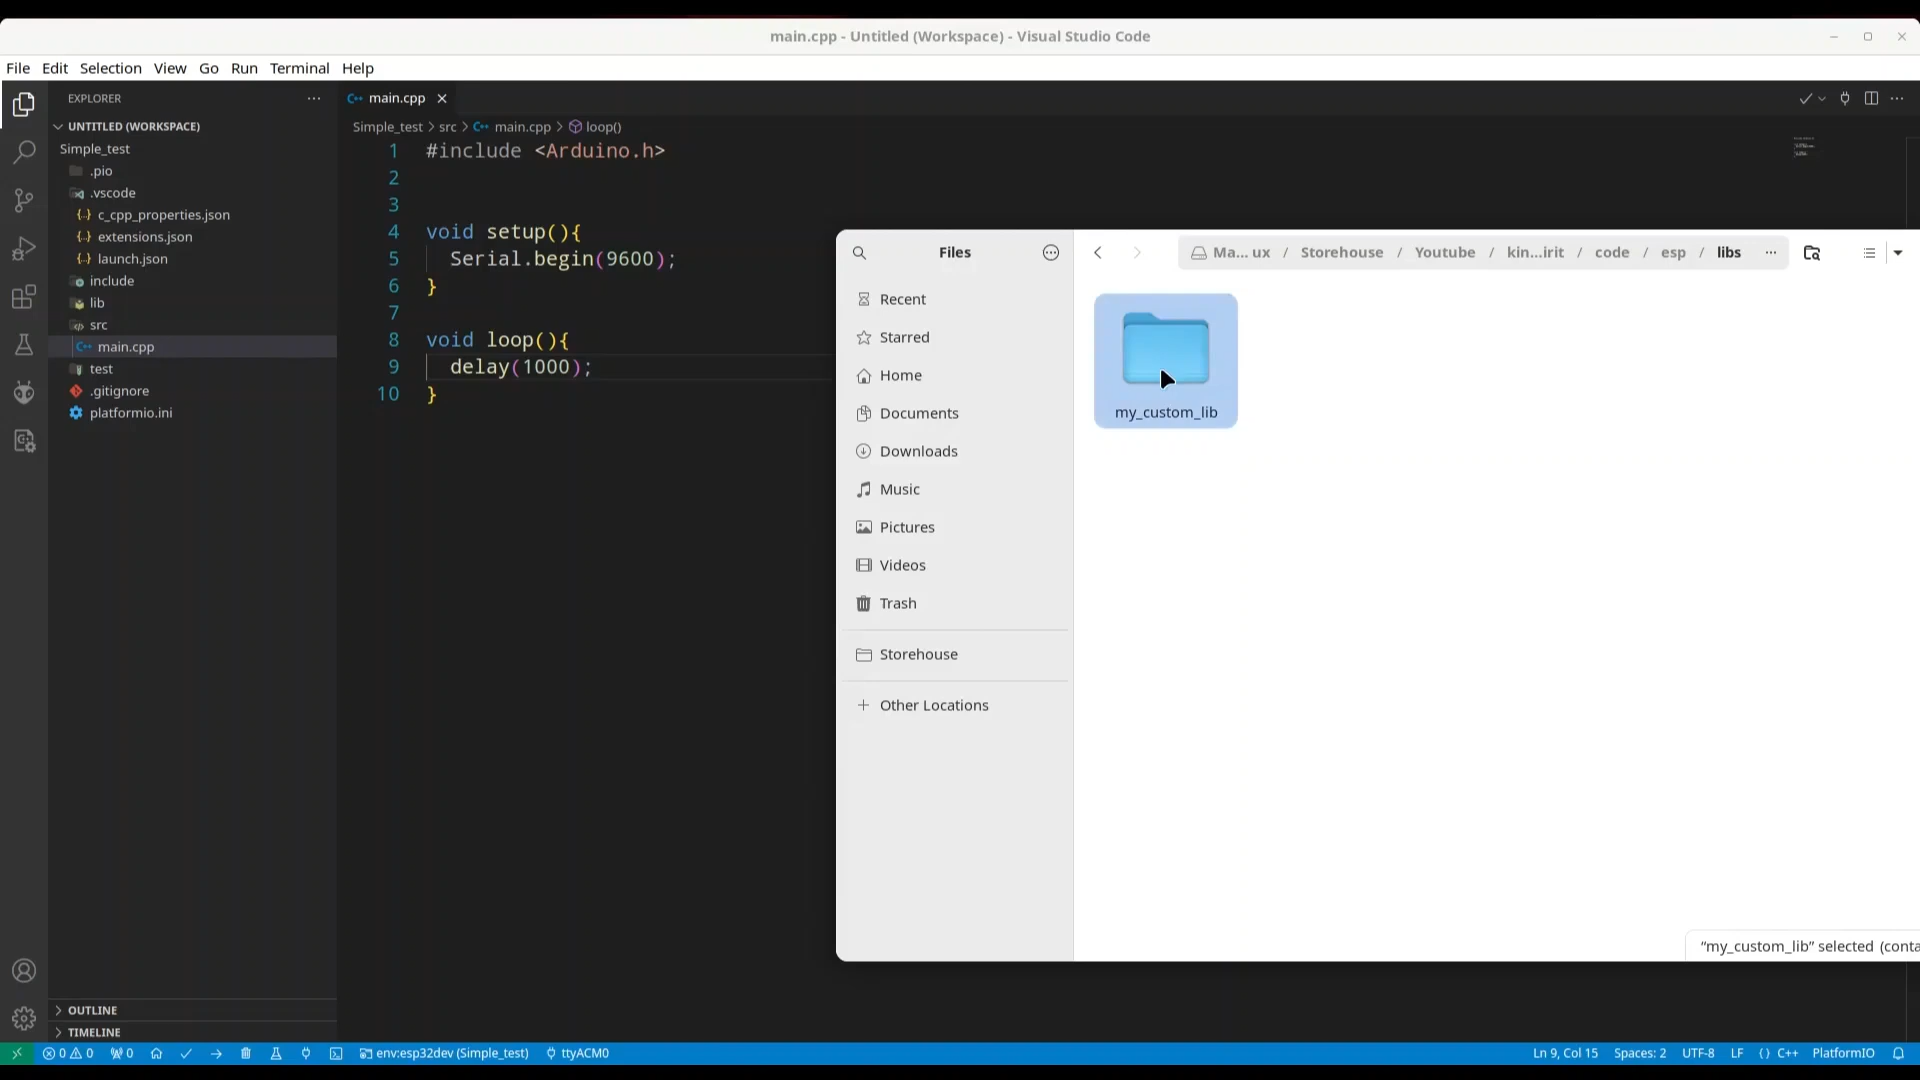 main.cpp - Untitled (Workspace) - Visual Studio Code
File Edit Selection View Go Run Terminal Help
EXPLORER
UNTITLED (WORKSPACE)
Simple_test
.pio
.vscode
{..} c_cpp_properties.json
{..} extensions.json
{..} launch.json
include
lib
src
C++ main.cpp
test
.gitignore
platformio.ini
OUTLINE
TIMELINE
C++ main.cpp
Simple_test > src > C++ main.cpp > loop()
1 #include <Arduino.h>
2
3
4 void setup(){
5 Serial.begin(9600);
6 }
7
8 void loop(){
9 delay(1000);
10 }
Files
Recent
Starred
Home
Documents
Downloads
Music
Pictures
Videos
Trash
Storehouse
Other Locations
Ma... ux / Storehouse / Youtube / kin...irit / code / esp / libs
my_custom_lib
“my_custom_lib” selected (conta
0 0 0 env:esp32dev (Simple_test) ttyACM0 Ln 9, Col 15 Spaces: 2 UTF-8 LF {} C++ PlatformIO